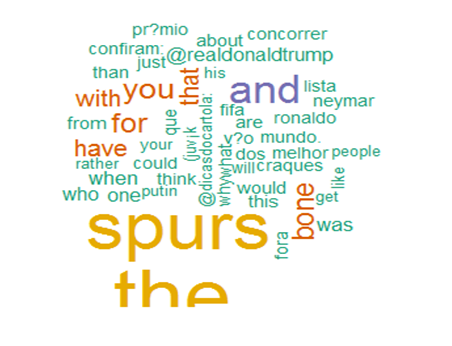 pr?mio
concorrer
about
confiram:
@realdonaldtrump
just
than
that
his
lista
and
you
with
neymar
fifa
@dicasdocartola:
from
for
que
are
ronaldo
v?o
mundo.
have
your
(juvjk
whywhat
dos
melhor
people
rather
could
will
craques
when
think
like
who
one
putin
would
bone
get
this
spurs
was
fora
the